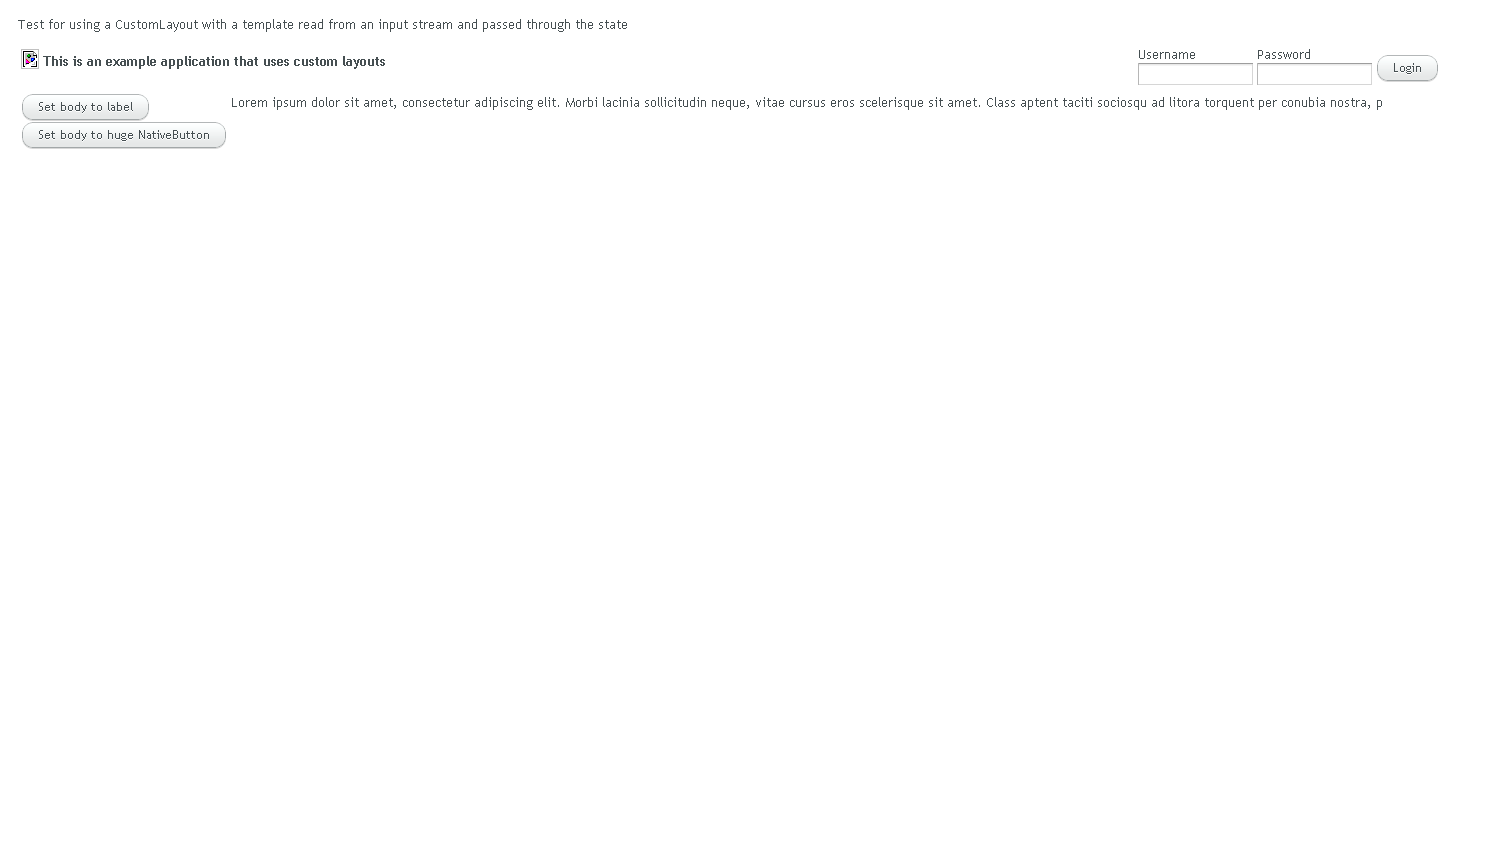 Test for using a CustomLayout with a template read from an input stream and passed through the state
This is an example application that uses custom layouts
Username Password
Login
Set body to label
Lorem ipsum dolor sit amet, consectetur adipiscing elit. Morbi lacinia sollicitudin neque, vitae cursus eros scelerisque sit amet. Class aptent taciti sociosqu ad litora torquent per conubia nostra, p
Set body to huge NativeButton